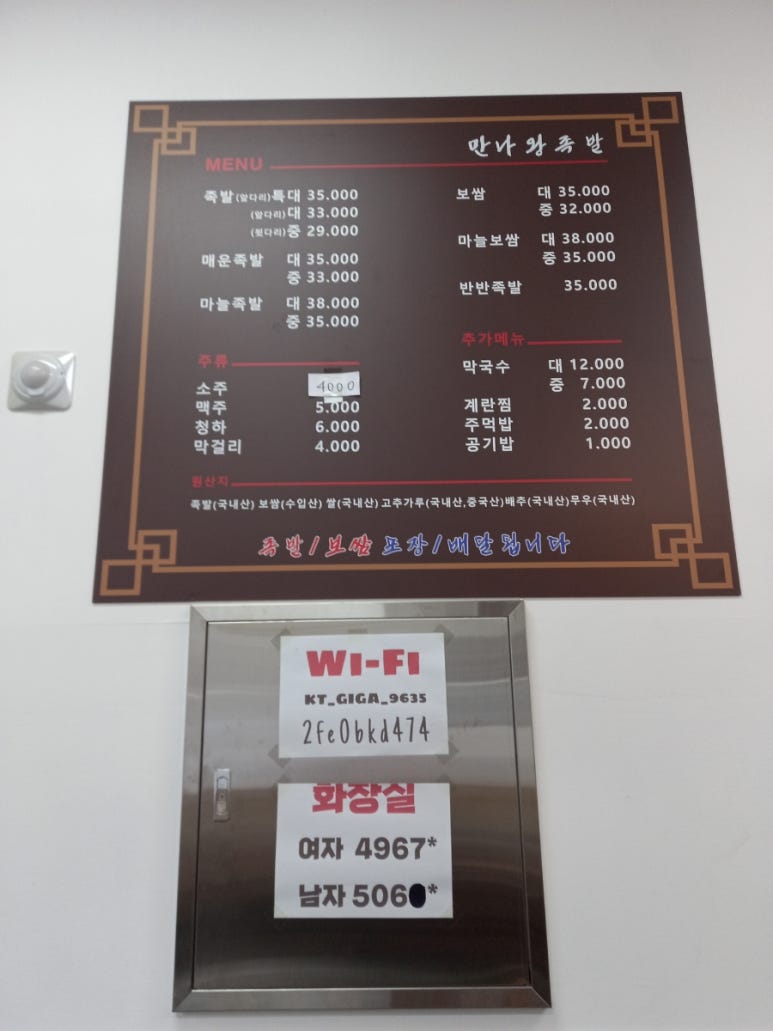 만나왕족발
MENU
족발(앞다리)특대 35.000
(앞다리)대 33.000
(뒷다리)중 29.000
매운족발 대 35.000
중 33.000
마늘족발 대 38.000
중 35.000
보쌈 대 35.000
중 32.000
마늘보쌈 대 38.000
중 35.000
반반족발 35.000
주류
소주 4000
맥주 5.000
청하 6.000
막걸리 4.000
추가메뉴
막국수 대 12.000
중 7.000
계란찜 2.000
주먹밥 2.000
공기밥 1.000
원산지
족발(국내산) 보쌈(수입산) 쌀(국내산) 고추가루(국내산,중국산)배추(국내산)무우(국내산)
족발/보쌈 포장/배달됩니다
Wi-Fi
KT_GIGA_9635
2fe0bkd474
화장실
여자 4967*
남자 5060*